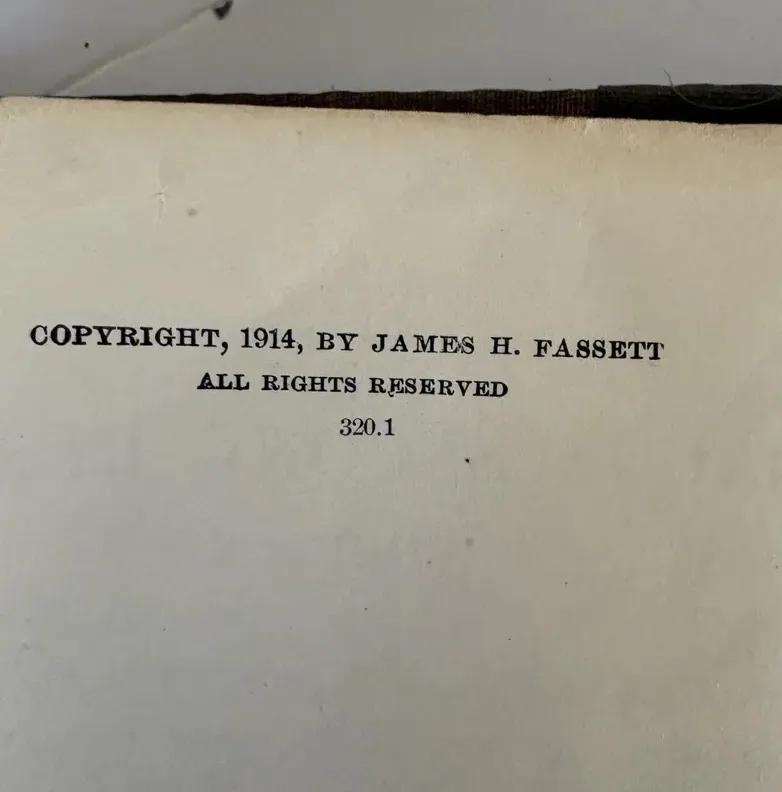 COPYRIGHT, 1914, BY JAMES H. FASSETT
ALL RIGHTS RESERVED
320.1